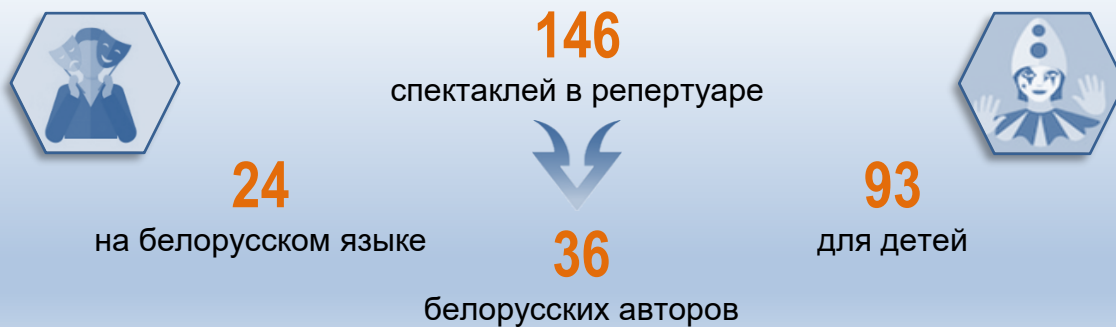 146
спектаклей в репертуаре
24
на белорусском языке
36
белорусских авторов
93
для детей